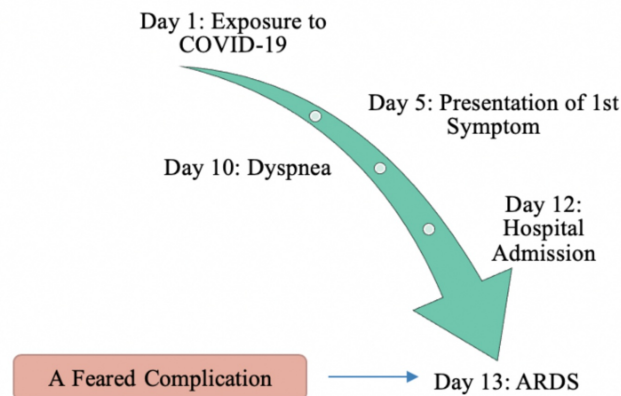 Day 1: Exposure to
COVID-19
Day 5: Presentation of 1st
Symptom
Day 10: Dyspnea
Day 12:
Hospital
Admission
A Feared Complication
Day 13: ARDS